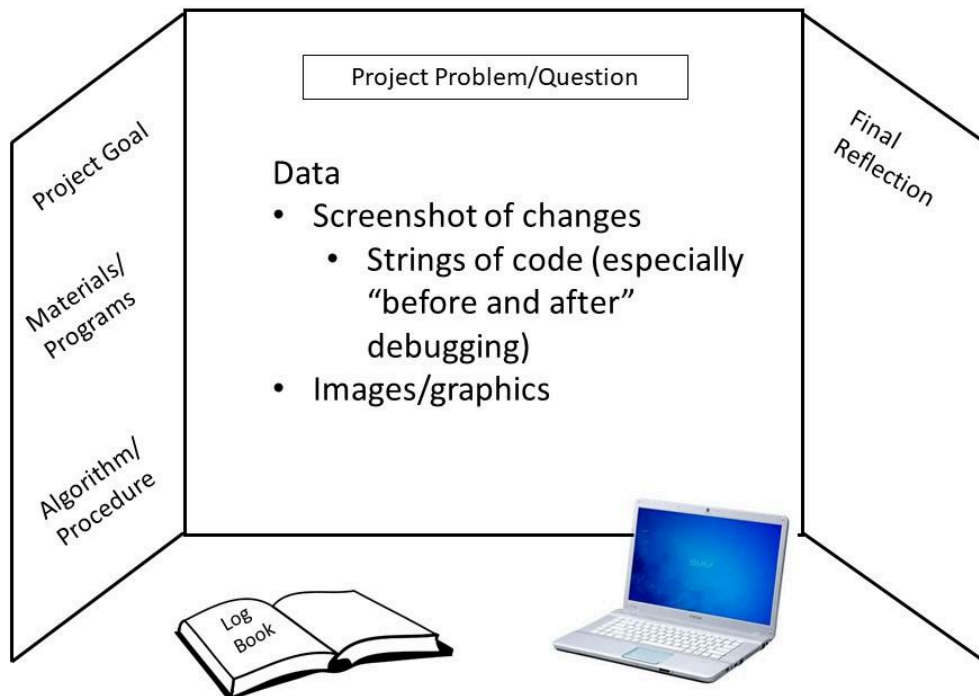 Project Problem/Question
Project Goal
Materials/
Programs
Algorithm/
Procedure
Data
• Screenshot of changes
• Strings of code (especially
“before and after”
debugging)
• Images/graphics
Final
Reflection
Log
Book
VAIO